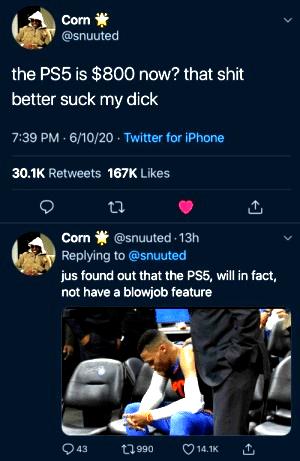 Corn 🌟
@snuuted
the PS5 is $800 now? that shit
better suck my dick
7:39 PM · 6/10/20 · Twitter for iPhone
30.1K Retweets 167K Likes
Corn 🌟 @snuuted · 13h
Replying to @snuuted
jus found out that the PS5, will in fact,
not have a blowjob feature
43 990 14.1K